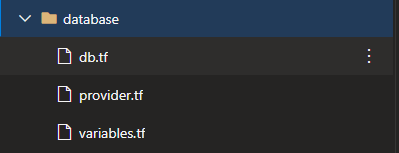 database
db.tf
provider.tf
variables.tf